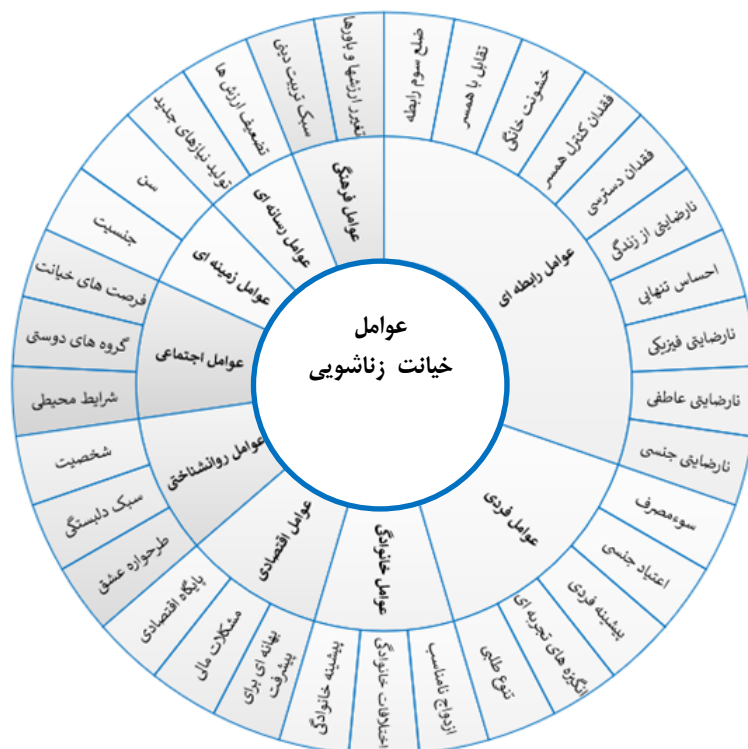 عوامل
خیانت زناشویی
عوامل رابطه ای
ضلع سوم رابطه
تقابل با همسر
خشونت خانگی
فقدان کنترل همسر
فقدان دسترسی
نارضایتی از زندگی
احساس تنهایی
نارضایتی فیزیکی
نارضایتی عاطفی
نارضایتی جنسی
عوامل فردی
سوءمصرف
اعتیاد جنسی
پیشینه فردی
انگیزه های تجربه ای
تنوع طلبی
عوامل خانوادگی
ازدواج نامناسب
اختلافات خانوادگی
پیشینه خانوادگی
عوامل اقتصادی
بهانه ای برای
پیشرفت
مشکلات مالی
پایگاه اقتصادی
عوامل روانشناختی
طرحواره عشق
سبک دلبستگی
شخصیت
عوامل اجتماعی
شرایط محیطی
گروه های دوستی
فرصت های خیانت
عوامل زمینه ای
جنسیت
سن
عوامل رسانه ای
تولید نیازهای جدید
تضعیف ارزش ها
عوامل فرهنگی
سبک تربیت دینی
تغیرر ارزشها و باورها